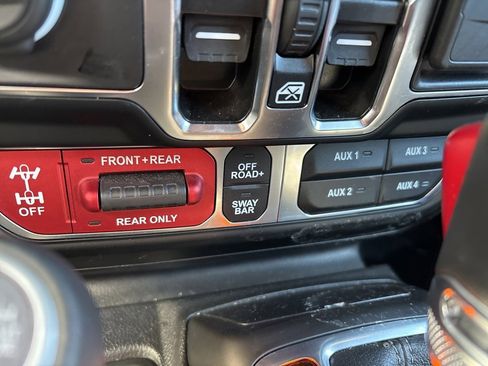 FRONT+REAR
OFF
REAR ONLY
OFF
ROAD+
SWAY
BAR
AUX 1
AUX 3
AUX 2
AUX 4